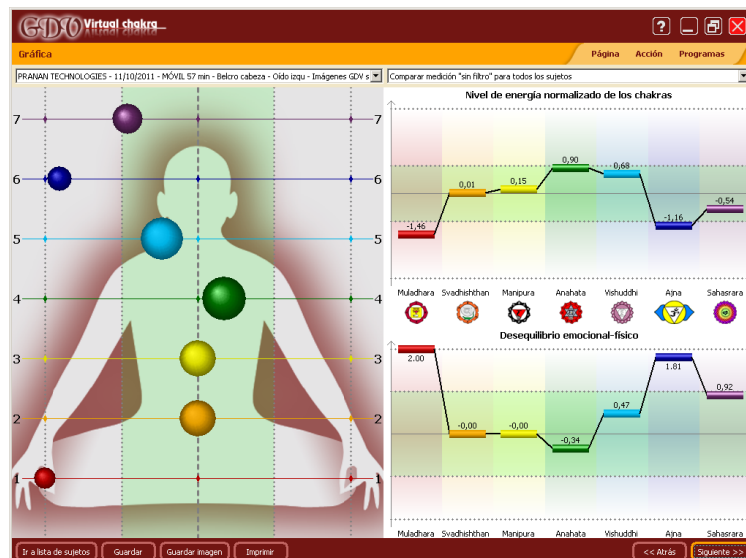 GDV Virtual chakra
Gráfica
Página Acción Programas
PRANAN TECHNOLOGIES - 11/10/2011 - MÓVIL 57 min - Belcro cabeza - Oído izqu - Imágenes GDV s
Comparar medición "sin filtro" para todos los sujetos
7 7
6 6
5 5
4 4
3 3
2 2
1 1
Nivel de energía normalizado de los chakras
-1,46 0,01 0,15 0,90 0,68 -1,16 -0,54
Muladhara Svadhishthan Manipura Anahata Vishuddhi Ajna Sahasrara
Desequilibrio emocional-físico
2.00 -0,00 -0,00 -0,34 0,47 1.81 0,92
Muladhara Svadhishthan Manipura Anahata Vishuddhi Ajna Sahasrara
Ir a lista de sujetos Guardar Guardar imagen Imprimir << Atrás Siguiente >>